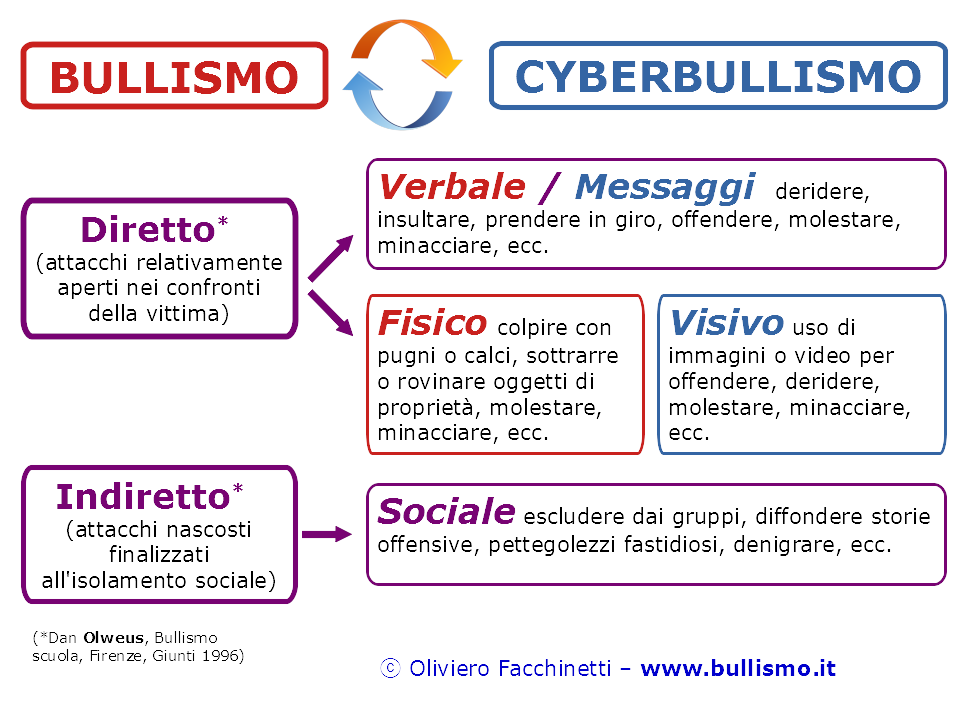 BULLISMO
CYBERBULLISMO
Diretto*
(attacchi relativamente
aperti nei confronti
della vittima)
Verbale / Messaggi deridere,
insultare, prendere in giro, offendere, molestare,
minacciare, ecc.
Fisico colpire con
pugni o calci, sottrarre
o rovinare oggetti di
proprietà, molestare,
minacciare, ecc.
Visivo uso di
immagini o video per
offendere, deridere,
molestare, minacciare,
ecc.
Indiretto*
(attacchi nascosti
finalizzati
all'isolamento sociale)
Sociale escludere dai gruppi, diffondere storie
offensive, pettegolezzi fastidiosi, denigrare, ecc.
(*Dan Olweus, Bullismo
scuola, Firenze, Giunti 1996)
© Oliviero Facchinetti – www.bullismo.it